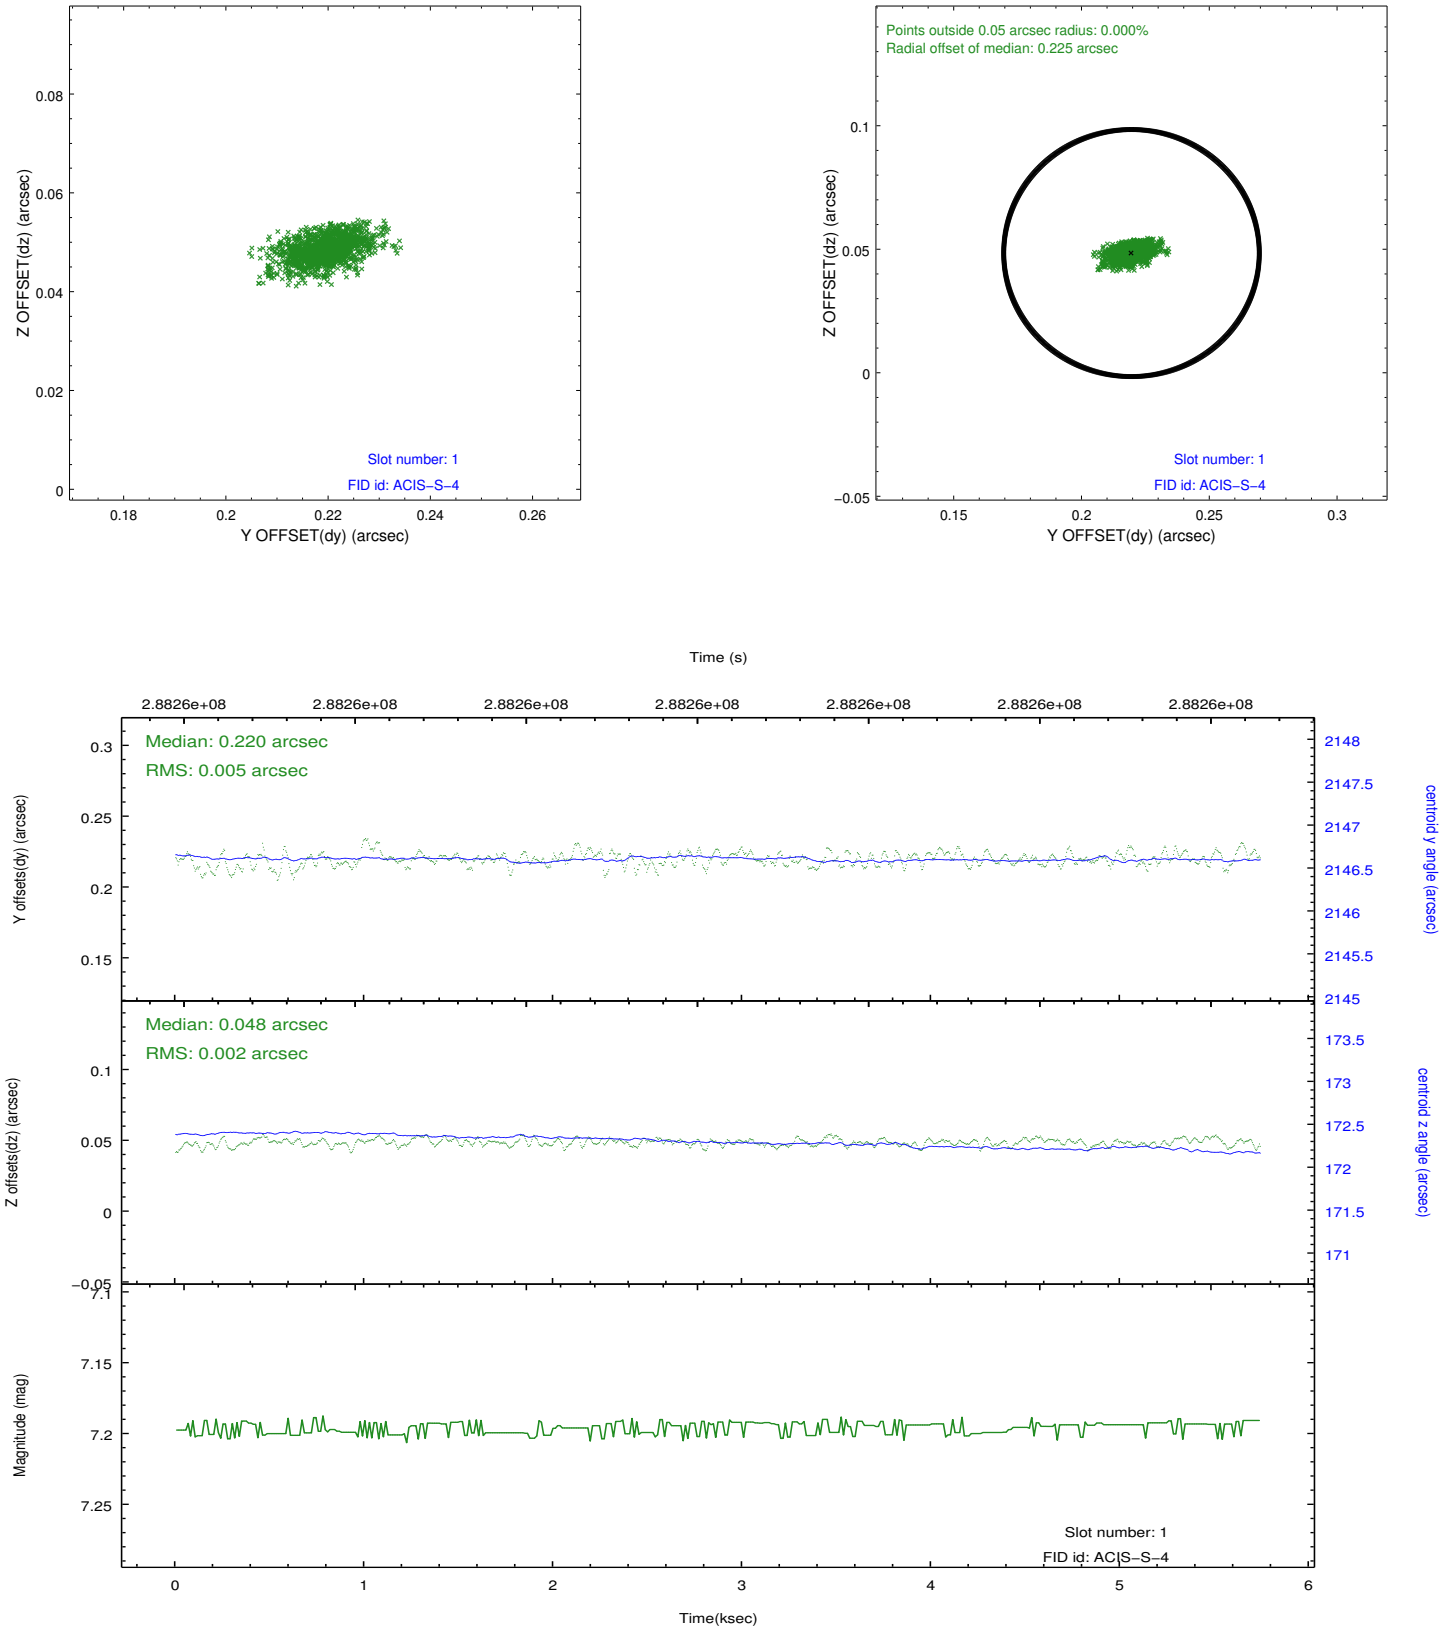 0.08
0.06
0.04
0.02
0
0.18
0.2
0.22
0.24
0.26
Z OFFSET(dz) (arcsec)
Y OFFSET(dy) (arcsec)
Slot number: 1
FID id: ACIS−S−4
Points outside 0.05 arcsec radius: 0.000%
Radial offset of median: 0.225 arcsec
0.1
0.05
0
−0.05
0.15
0.2
0.25
0.3
Z OFFSET(dz) (arcsec)
Y OFFSET(dy) (arcsec)
Slot number: 1
FID id: ACIS−S−4
Time (s)
2.8826e+08 2.8826e+08 2.8826e+08 2.8826e+08 2.8826e+08 2.8826e+08 2.8826e+08
Median: 0.220 arcsec
RMS: 0.005 arcsec
0.3
0.25
0.2
0.15
Y offsets(dy) (arcsec)
2148
2147.5
2147
2146.5
2146
2145.5
2145
centroid y angle (arcsec)
Median: 0.048 arcsec
RMS: 0.002 arcsec
0.1
0.05
0
−0.05
Z offsets(dz) (arcsec)
173.5
173
172.5
172
171.5
171
centroid z angle (arcsec)
7.1
7.15
7.2
7.25
Magnitude (mag)
Slot number: 1
FID id: ACIS−S−4
0 1 2 3 4 5 6
Time(ksec)